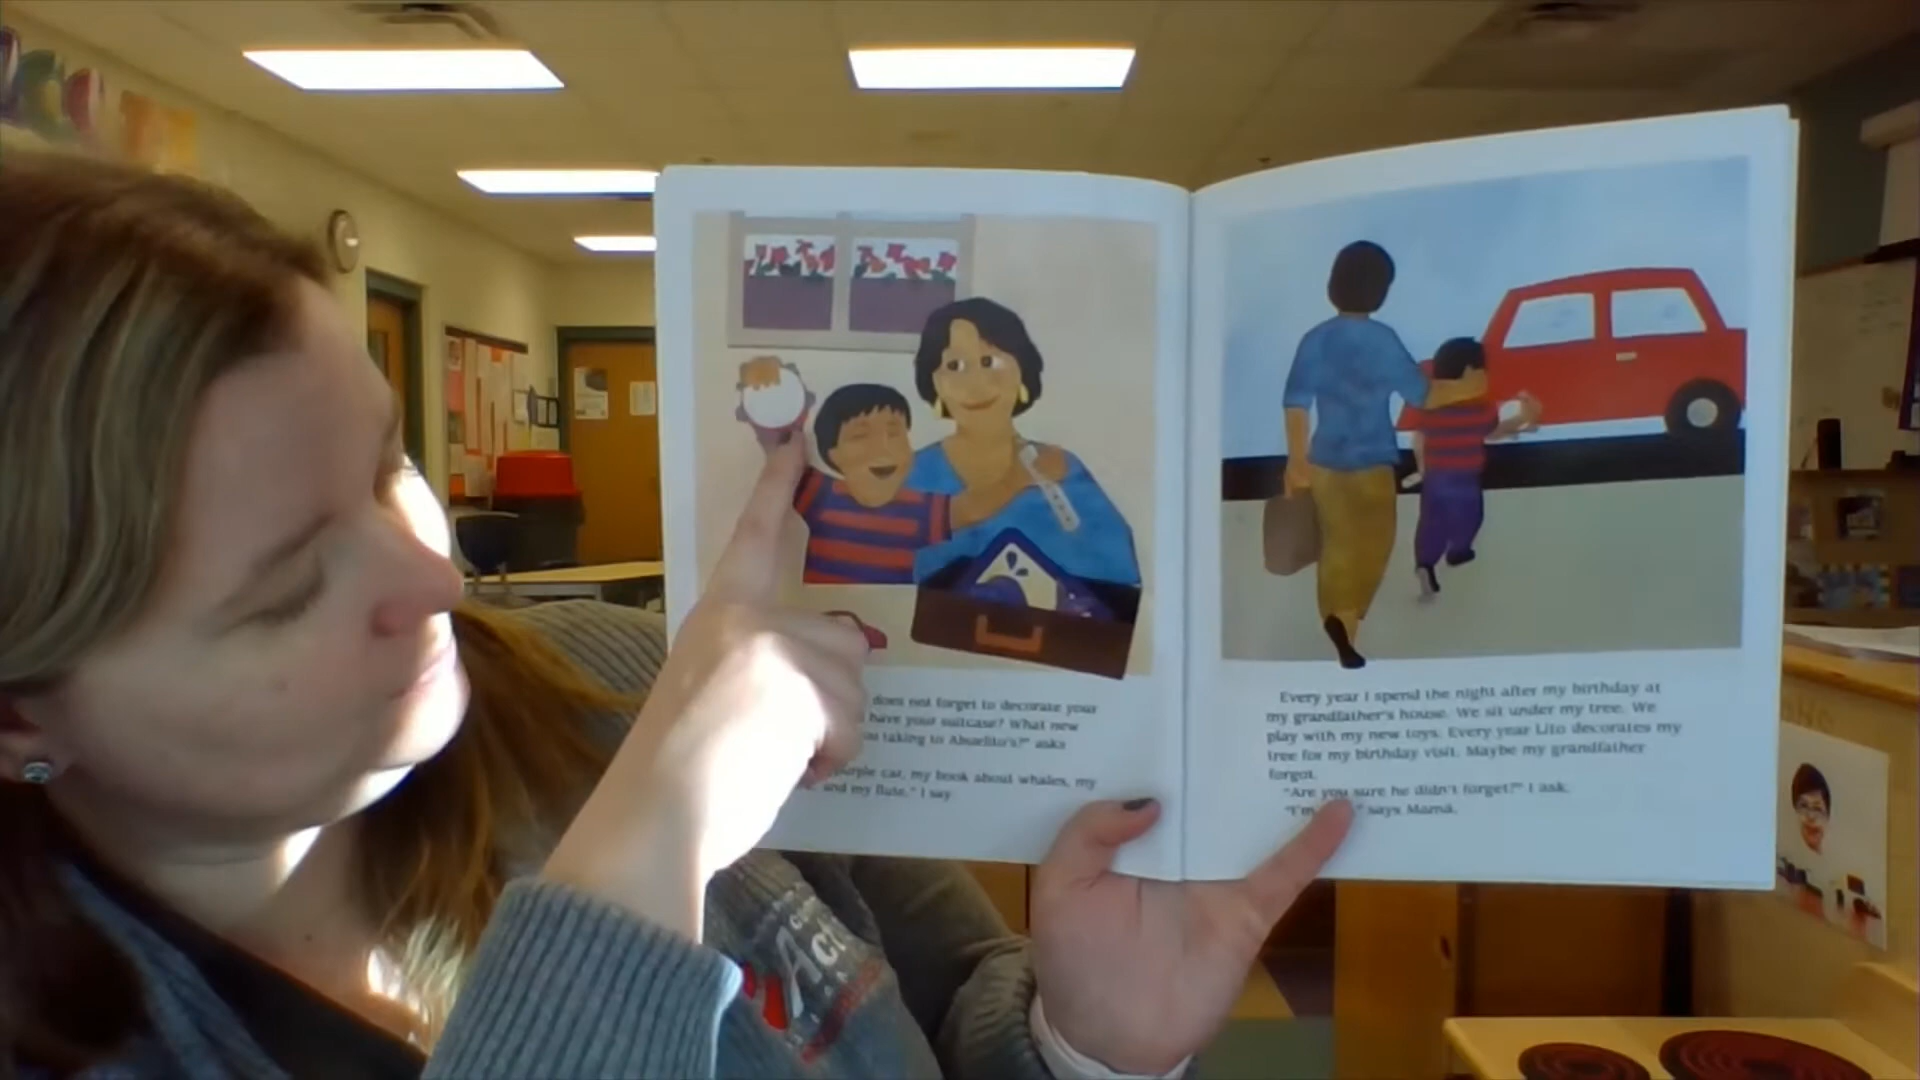 does not forget to decorate your
have your suitcase? What new
taking to Abuelito's?" asks
purple car, my book about whales, my
and my flute." I say
Every year I spend the night after my birthday at
my grandfather's house. We sit under my tree. We
play with my new toys. Every year Lito decorates my
tree for my birthday visit. Maybe my grandfather
forgot.
"Are you sure he didn't forget?" I ask.
"I'm " says Mamá.